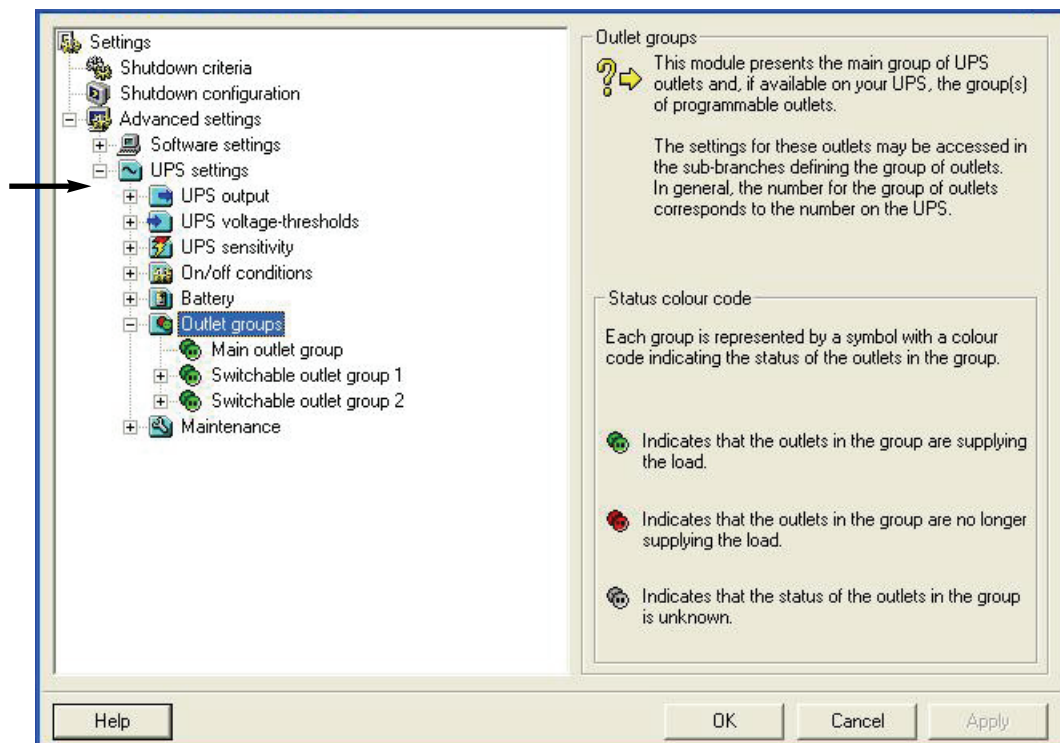 Settings
Shutdown criteria
Shutdown configuration
Advanced settings
Software settings
UPS settings
UPS output
UPS voltage-thresholds
UPS sensitivity
On/off conditions
Battery
Outlet groups
Main outlet group
Switchable outlet group 1
Switchable outlet group 2
Maintenance
Outlet groups
This module presents the main group of UPS
outlets and, if available on your UPS, the group(s)
of programmable outlets.
The settings for these outlets may be accessed in
the sub-branches defining the group of outlets.
In general, the number for the group of outlets
corresponds to the number on the UPS.
Status colour code
Each group is represented by a symbol with a colour
code indicating the status of the outlets in the group.
Indicates that the outlets in the group are supplying
the load.
Indicates that the outlets in the group are no longer
supplying the load.
Indicates that the status of the outlets in the group
is unknown.
Help
OK
Cancel
Apply